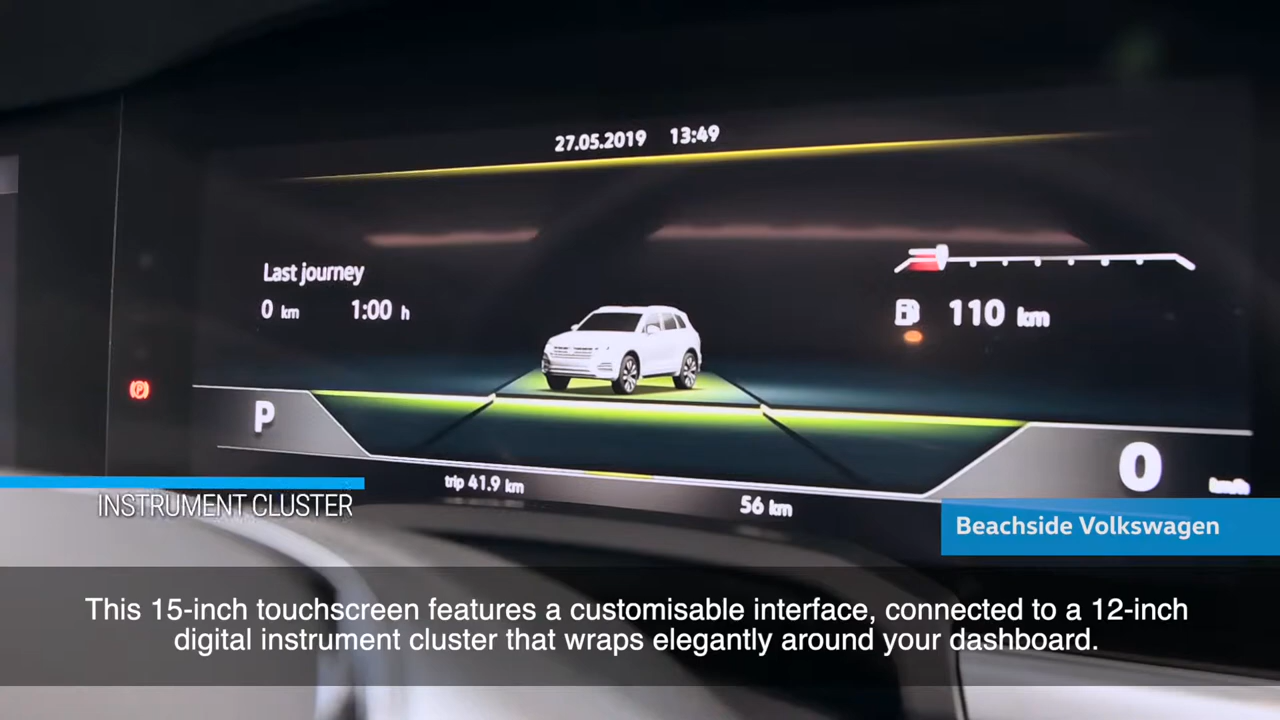 27.05.2019 13:49
Last journey
0 km 1:00 h
110 km
P
0
km/h
trip 41.9 km
56 km
INSTRUMENT CLUSTER
Beachside Volkswagen
This 15-inch touchscreen features a customisable interface, connected to a 12-inch
digital instrument cluster that wraps elegantly around your dashboard.